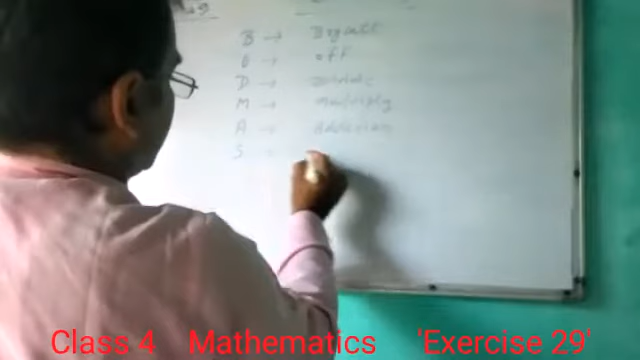 B → Bracket
O → off
D → Divide
M → Multiply
A → Addition
S →
Class 4 Mathematics 'Exercise 29'